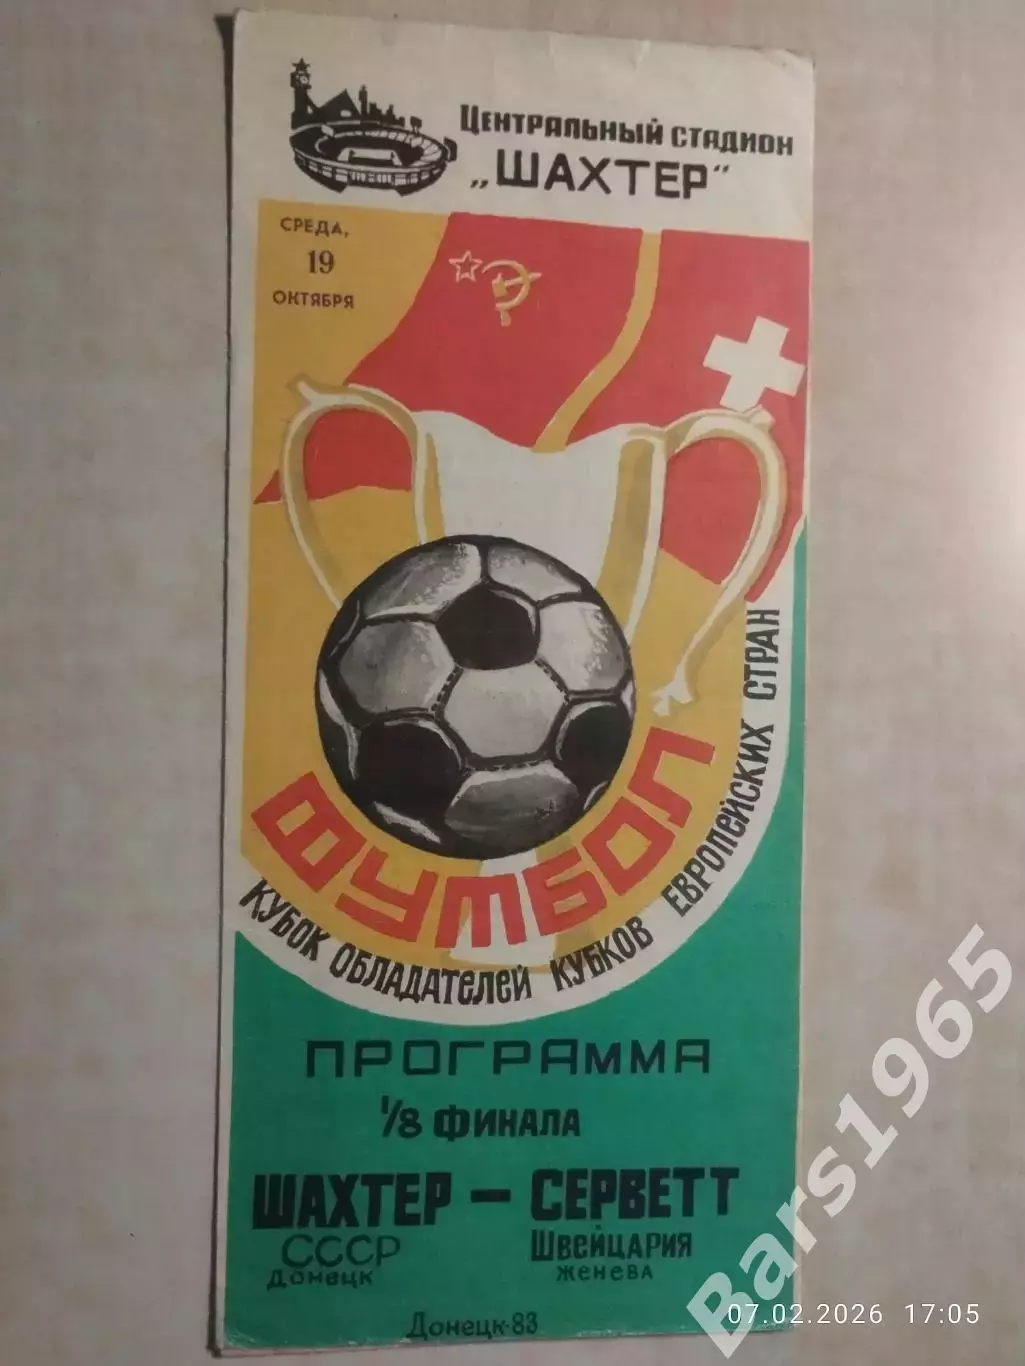 ЦЕНТРАЛЬНЫЙ СТАДИОН
„ШАХТЕР"
СРЕДА,
19
ОКТЯБРЯ
ФУТБОЛ
КУБОК ОБЛАДАТЕЛЕЙ КУБКОВ ЕВРОПЕЙСКИХ СТРАН
ПРОГРАММА
1/8 ФИНАЛА
ШАХТЕР – СЕРВЕТТ
СССР ШВЕЙЦАРИЯ
ДОНЕЦК ЖЕНЕВА
Донецк-83
Bars1965
07.02.2026 17:05